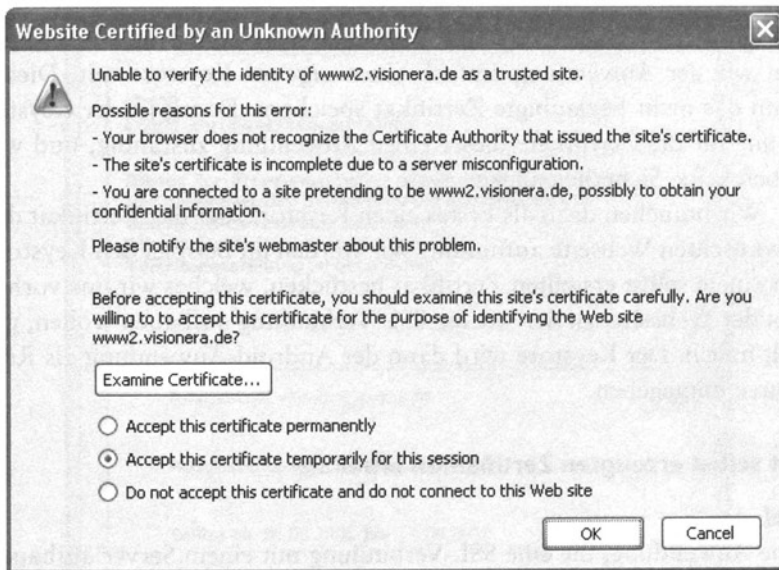 Website Certified by an Unknown Authority
Unable to verify the identity of www2.visionera.de as a trusted site.
Possible reasons for this error:
- Your browser does not recognize the Certificate Authority that issued the site's certificate.
- The site's certificate is incomplete due to a server misconfiguration.
- You are connected to a site pretending to be www2.visionera.de, possibly to obtain your
confidential information.
Please notify the site's webmaster about this problem.
Before accepting this certificate, you should examine this site's certificate carefully. Are you
willing to to accept this certificate for the purpose of identifying the Web site
www2.visionera.de?
Examine Certificate...
Accept this certificate permanently
Accept this certificate temporarily for this session
Do not accept this certificate and do not connect to this Web site
OK
Cancel